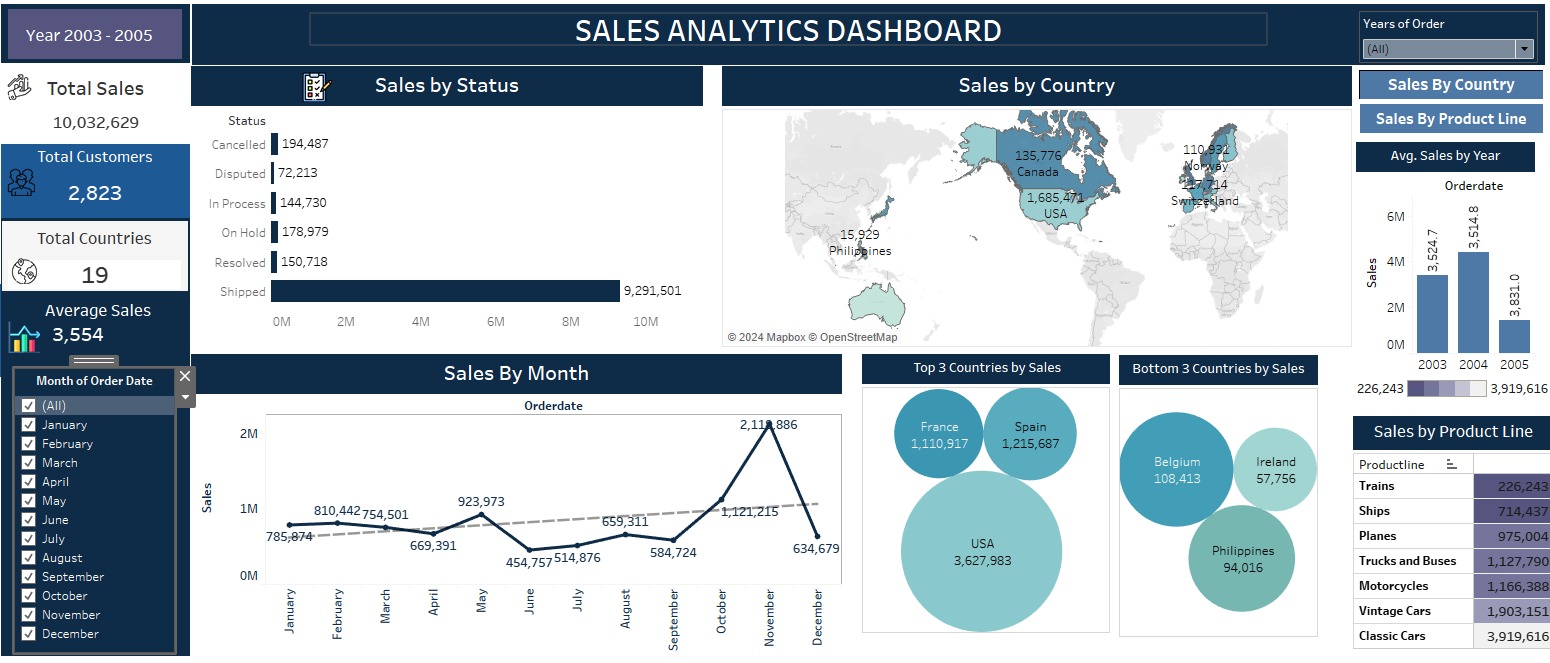 Year 2003 - 2005
SALES ANALYTICS DASHBOARD
Years of Order
(All)
Total Sales
10,032,629
Total Customers
2,823
Total Countries
19
Average Sales
3,554
Month of Order Date
(All)
January
February
March
April
May
June
July
August
September
October
November
December
Sales by Status
Status
Cancelled 194,487
Disputed 72,213
In Process 144,730
On Hold 178,979
Resolved 150,718
Shipped 9,291,501
0M 2M 4M 6M 8M 10M
Sales by Country
135,776
Canada
1,685,471
USA
15,929
Philippines
110,931
Norway
Switzerland
© 2024 Mapbox © OpenStreetMap
Sales By Country
Sales By Product Line
Avg. Sales by Year
Orderdate
Sales
6M
4M
2M
0M
3,524.7
3,514.8
3,831.0
2003 2004 2005
226,243 3,919,616
Sales By Month
Orderdate
Sales
2M
1M
0M
785,874
810,442
754,501
669,391
923,973
454,757
514,876
659,311
584,724
1,121,215
634,679
January
February
March
April
May
June
July
August
September
October
November
December
Top 3 Countries by Sales
France
1,110,917
Spain
1,215,687
USA
3,627,983
Bottom 3 Countries by Sales
Belgium
108,413
Ireland
57,756
Philippines
94,016
Sales by Product Line
Productline
Trains 226,243
Ships 714,437
Planes 975,004
Trucks and Buses 1,127,790
Motorcycles 1,166,388
Vintage Cars 1,903,151
Classic Cars 3,919,616